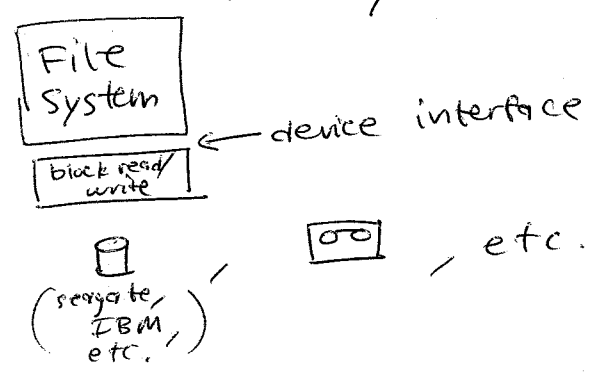 File
System
← device interface
block read/
write
, , etc.
(seagate,
IBM,
etc.)